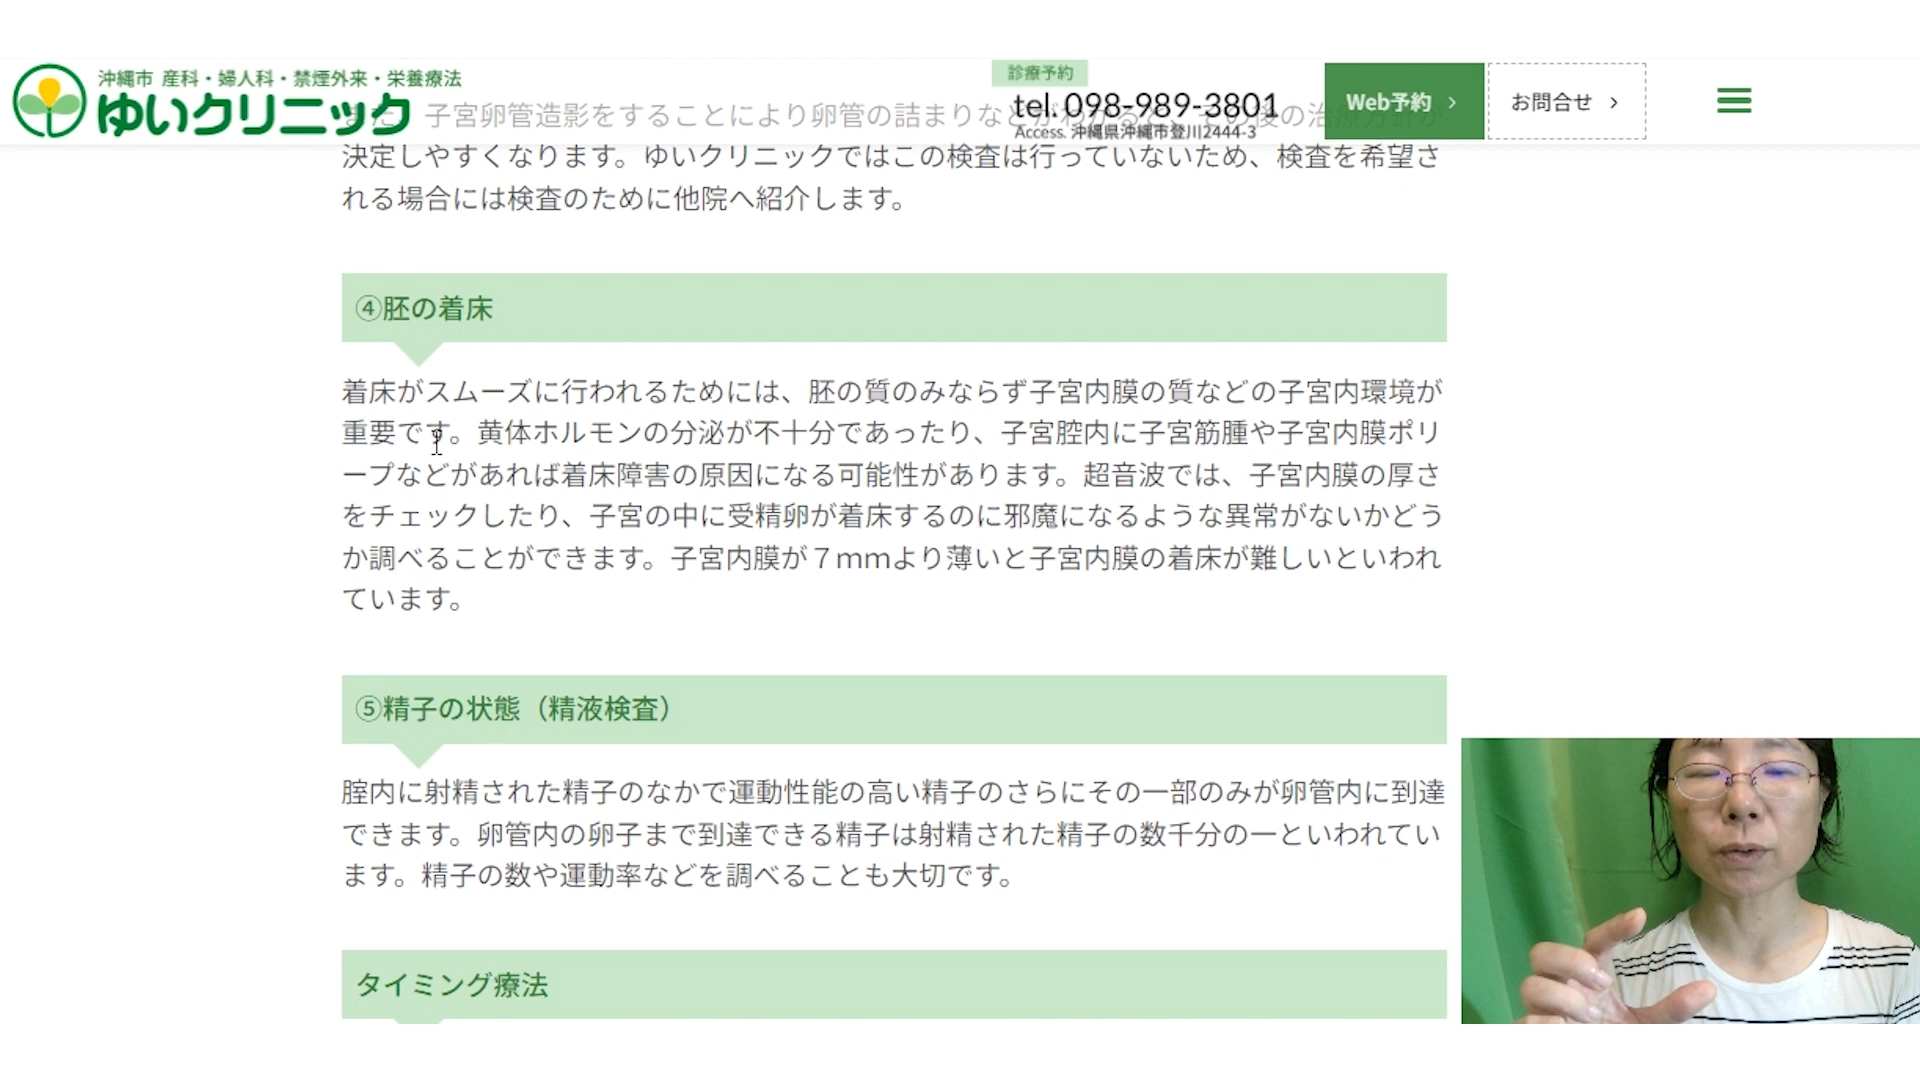 沖縄市 産科・婦人科・禁煙外来・栄養療法
ゆいクリニック
診療予約
tel.098-989-3801
Access. 沖縄県沖縄市登川2444-3
Web予約
お問合せ
子宮卵管造影をすることにより卵管の詰まりな
決定しやすくなります。ゆいクリニックではこの検査は行っていないため、検査を希望さ
れる場合には検査のために他院へ紹介します。
④胚の着床
着床がスムーズに行われるためには、胚の質のみならず子宮内膜の質などの子宮内環境が
重要です。黄体ホルモンの分泌が不十分であったり、子宮腔内に子宮筋腫や子宮内膜ポリ
ープなどがあれば着床障害の原因になる可能性があります。超音波では、子宮内膜の厚さ
をチェックしたり、子宮の中に受精卵が着床するのに邪魔になるような異常がないかどう
か調べることができます。子宮内膜が７mmより薄いと子宮内膜の着床が難しいといわれ
ています。
⑤精子の状態（精液検査）
腟内に射精された精子のなかで運動性能の高い精子のさらにその一部のみが卵管内に到達
できます。卵管内の卵子まで到達できる精子は射精された精子の数千分の一といわれてい
ます。精子の数や運動率などを調べることも大切です。
タイミング療法